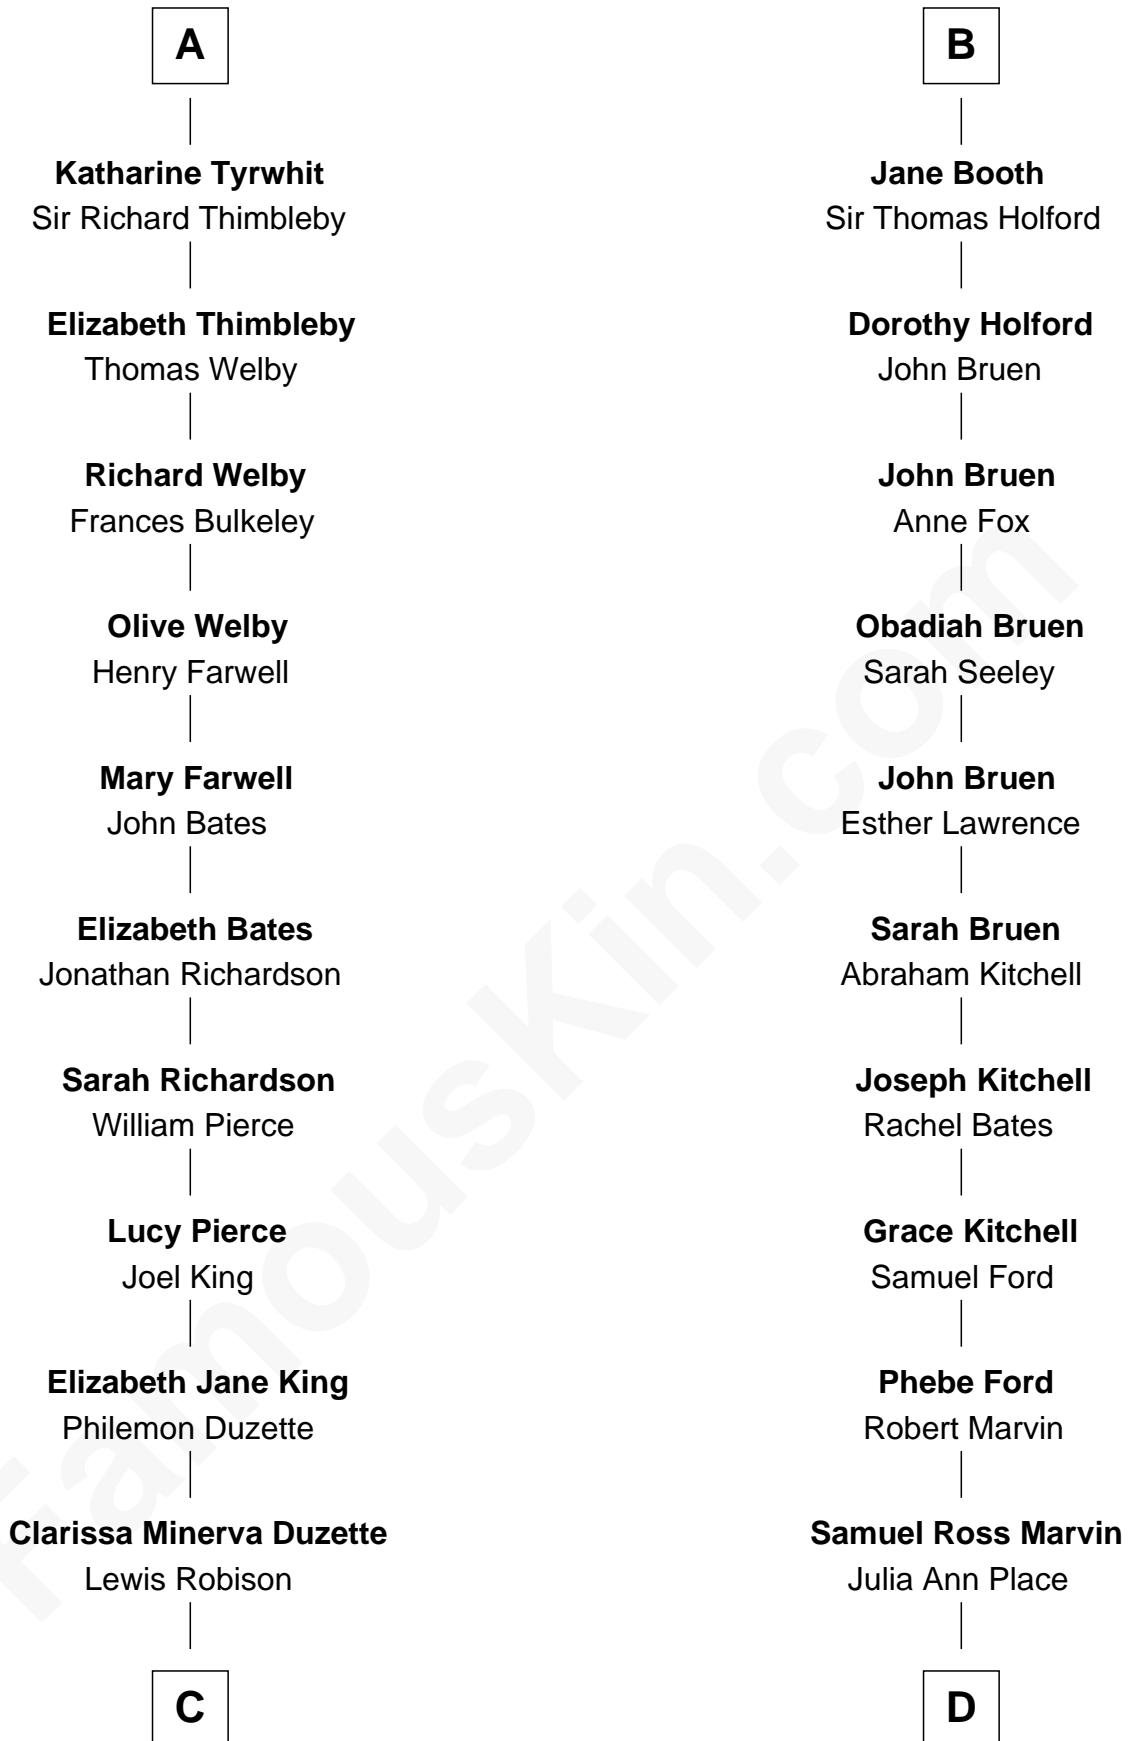 A
Katharine Tyrwhit
Sir Richard Thimbleby
Elizabeth Thimbleby
Thomas Welby
Richard Welby
Frances Bulkeley
Olive Welby
Henry Farwell
Mary Farwell
John Bates
Elizabeth Bates
Jonathan Richardson
Sarah Richardson
William Pierce
Lucy Pierce
Joel King
Elizabeth Jane King
Philemon Duzette
Clarissa Minerva Duzette
Lewis Robison
C
B
Jane Booth
Sir Thomas Holford
Dorothy Holford
John Bruen
John Bruen
Anne Fox
Obadiah Bruen
Sarah Seeley
John Bruen
Esther Lawrence
Sarah Bruen
Abraham Kitchell
Joseph Kitchell
Rachel Bates
Grace Kitchell
Samuel Ford
Phebe Ford
Robert Marvin
Samuel Ross Marvin
Julia Ann Place
D
FamousKin.com